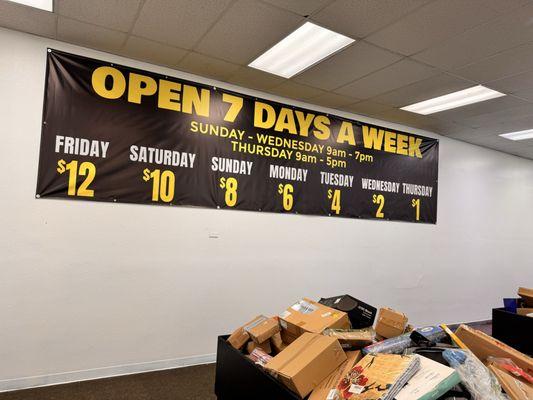 OPEN 7 DAYS A WEEK
SUNDAY - WEDNESDAY 9am - 7pm
THURSDAY 9am - 5pm
FRIDAY SATURDAY SUNDAY MONDAY TUESDAY WEDNESDAY THURSDAY
$12 $10 $8 $6 $4 $2 $1